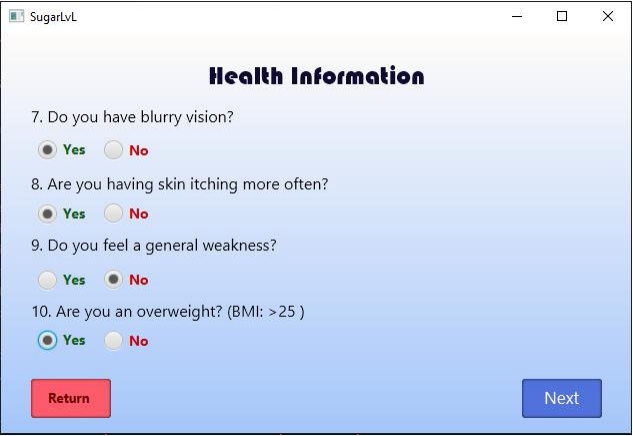 SugarLvL
Health Information
7. Do you have blurry vision?
Yes No
8. Are you having skin itching more often?
Yes No
9. Do you feel a general weakness?
Yes No
10. Are you an overweight? (BMI: >25 )
Yes No
Return Next